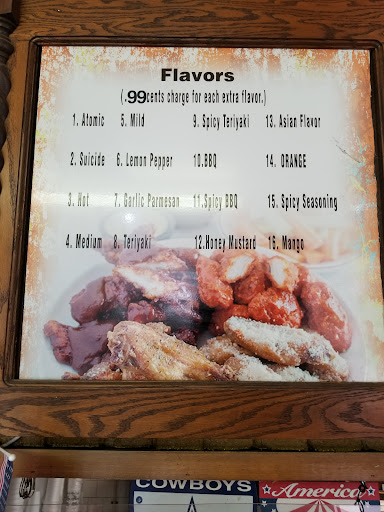 Flavors
(.99cents charge for each extra flavor.)
1. Atomic 5. Mild 9. Spicy Teriyaki 13. Asian Flavor
2. Suicide 6. Lemon Pepper 10.BBQ 14. ORANGE
3. Hot 7. Garlic Parmesan 11.Spicy BBQ 15. Spicy Seasoning
4. Medium 8. Teriyaki 12.Honey Mustard 16. Mango
COWBOYS America